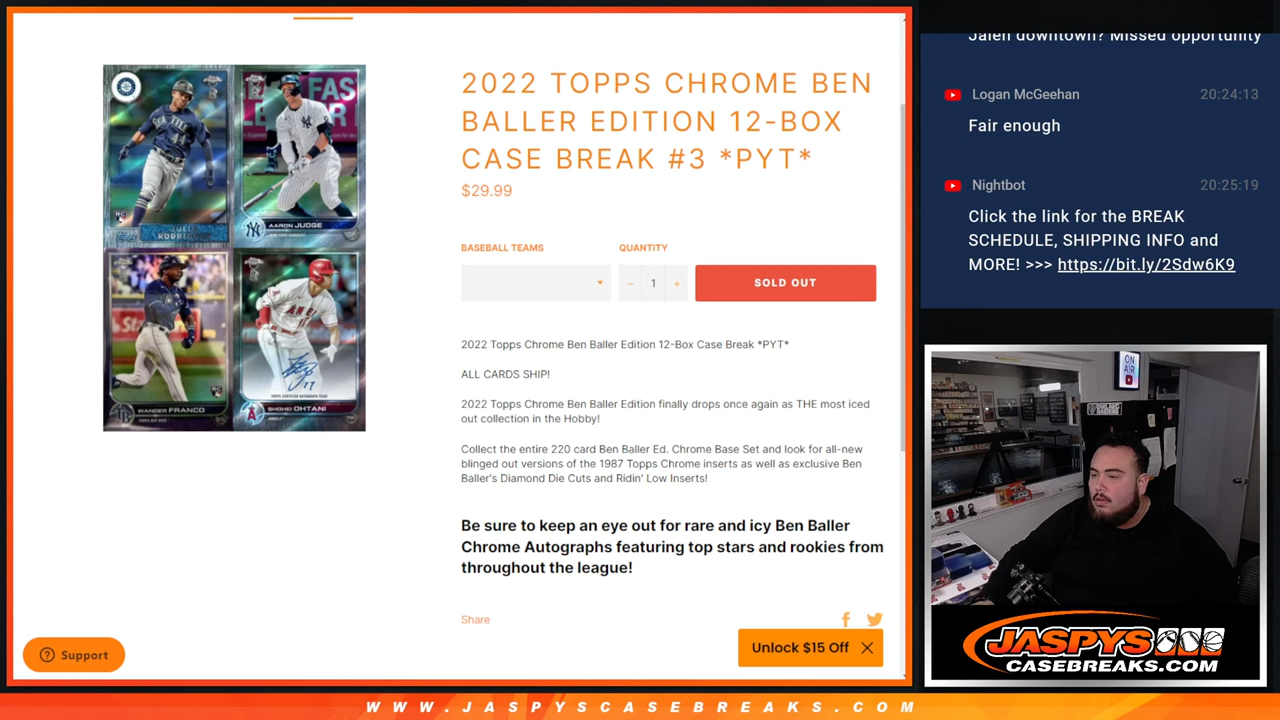 2022 TOPPS CHROME BEN
BALLER EDITION 12-BOX
CASE BREAK #3 *PYT*
$29.99
BASEBALL TEAMS
QUANTITY
− 1 +
SOLD OUT
2022 Topps Chrome Ben Baller Edition 12-Box Case Break *PYT*
ALL CARDS SHIP!
2022 Topps Chrome Ben Baller Edition finally drops once again as THE most iced
out collection in the Hobby!
Collect the entire 220 card Ben Baller Ed. Chrome Base Set and look for all-new
blinged out versions of the 1987 Topps Chrome inserts as well as exclusive Ben
Baller's Diamond Die Cuts and Ridin' Low Inserts!
Be sure to keep an eye out for rare and icy Ben Baller
Chrome Autographs featuring top stars and rookies from
throughout the league!
Share
Unlock $15 Off
Support
AARON JUDGE
WANDER FRANCO
SHOHEI OHTANI
Jalen downtown? Missed opportunity
Logan McGeehan 20:24:13
Fair enough
Nightbot 20:25:19
Click the link for the BREAK
SCHEDULE, SHIPPING INFO and
MORE! >>> https://bit.ly/2Sdw6K9
ON
AIR
JASPYS
CASEBREAKS.COM
WWW.JASPYSCASEBREAKS.COM